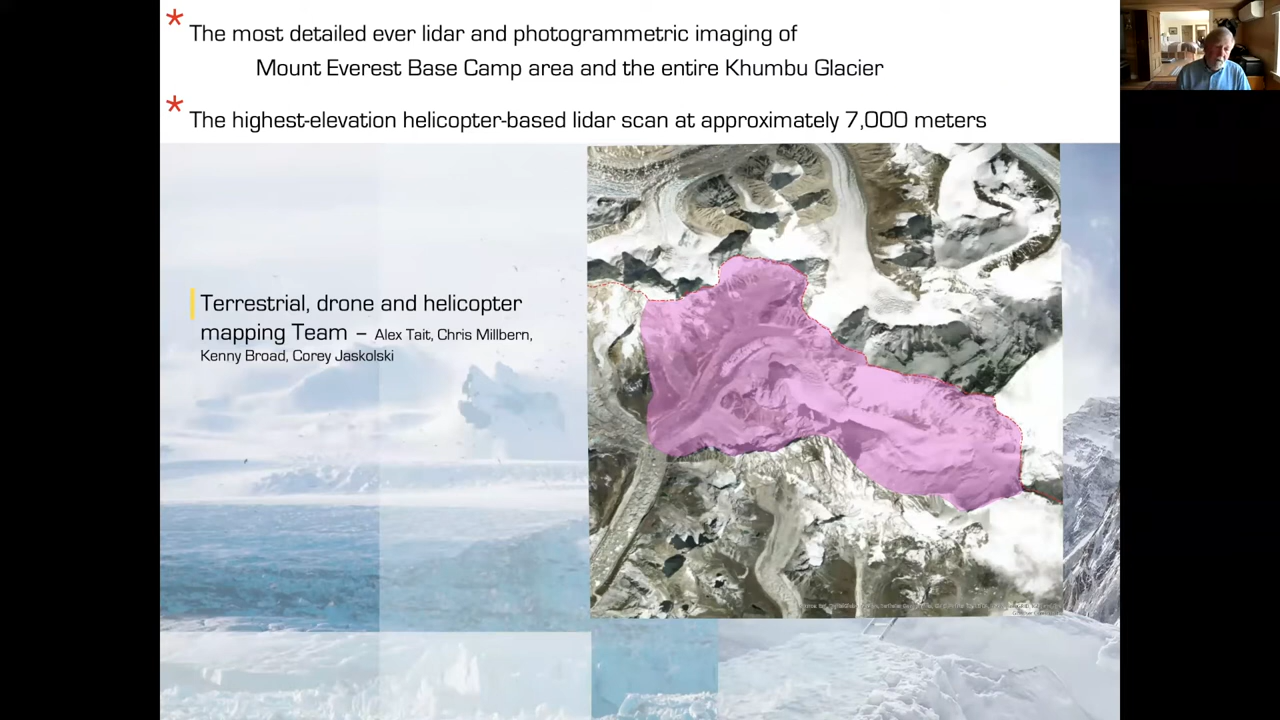 * The most detailed ever lidar and photogrammetric imaging of
Mount Everest Base Camp area and the entire Khumbu Glacier
* The highest-elevation helicopter-based lidar scan at approximately 7,000 meters
Terrestrial, drone and helicopter
mapping Team – Alex Tait, Chris Millbern,
Kenny Broad, Corey Jaskolski